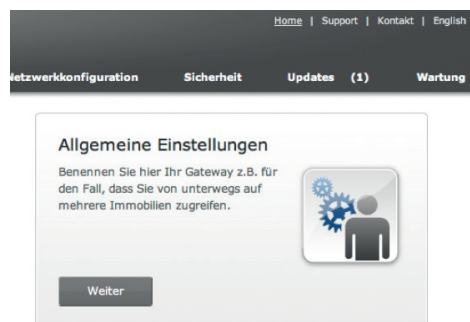 Home | Support | Kontakt | English
Netzwerkkonfiguration Sicherheit Updates (1) Wartung
Allgemeine Einstellungen
Benennen Sie hier Ihr Gateway z.B. für
den Fall, dass Sie von unterwegs auf
mehrere Immobilien zugreifen.
Weiter